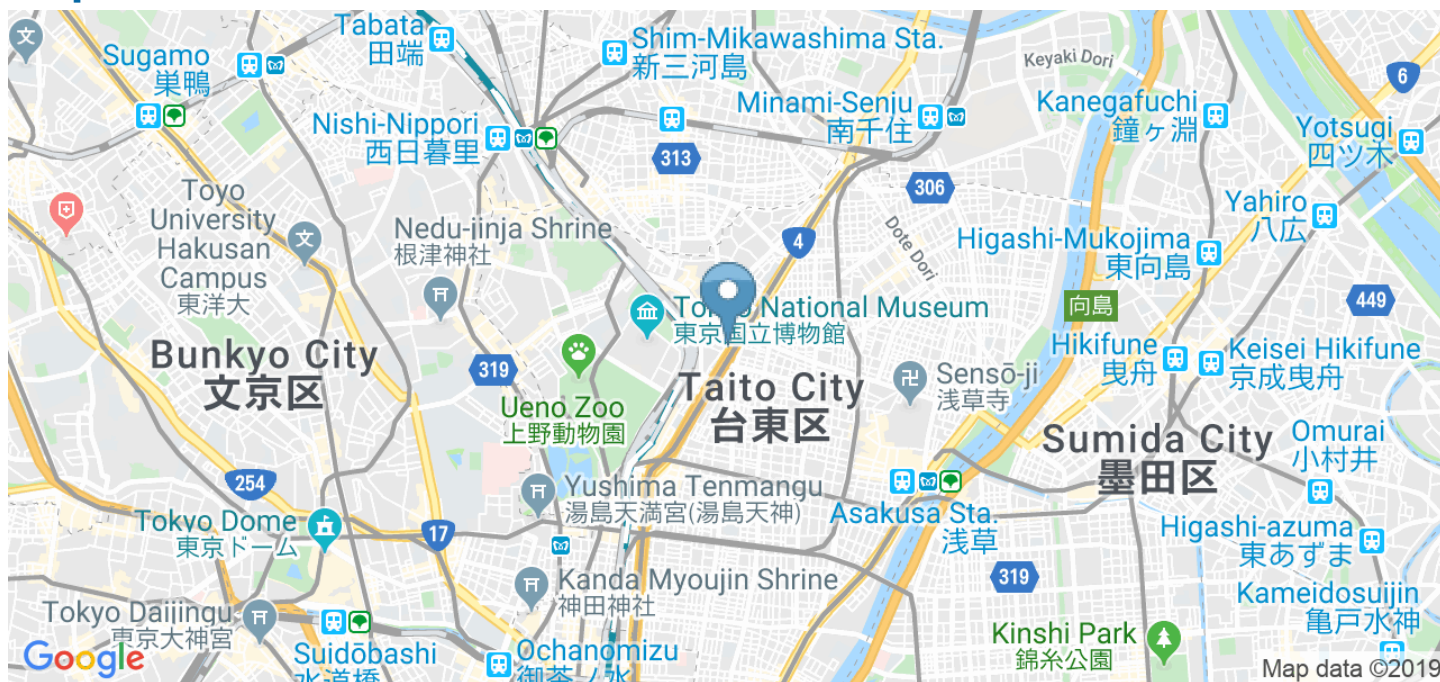 Tabata
田端
Sugamo
巣鴨
Shim-Mikawashima Sta.
新三河島
Keyaki Dori
6
Minami-Senju
南千住
Kanegafuchi
鐘ヶ淵
Nishi-Nippori
西日暮里
Yotsugi
四ツ木
313
306
Toyo
University
Hakusan
Campus
東洋大
Nedu-jinja Shrine
根津神社
4
Dote Dori
Yahiro
八広
Higashi-Mukojima
東向島
向島
449
National Museum
東京国立博物館
Bunkyo City
文京区
319
Ueno Zoo
上野動物園
Taito City
台東区
Sensō-ji
浅草寺
Hikifune
曳舟
Keisei Hikifune
京成曳舟
Sumida City
墨田区
Omurai
小村井
254
Yushima Tenmangu
湯島天満宮(湯島天神)
Asakusa Sta.
浅草
Tokyo Dome
東京ドーム
17
Higashi-azuma
東あずま
Kanda Myoujin Shrine
神田神社
319
Kameidosuijin
亀戸水神
Tokyo Daijingu
東京大神宮
Suidōbashi
水道橋
Ochanomizu
御茶ノ水
Kinshi Park
錦糸公園
Google
Map data ©2019